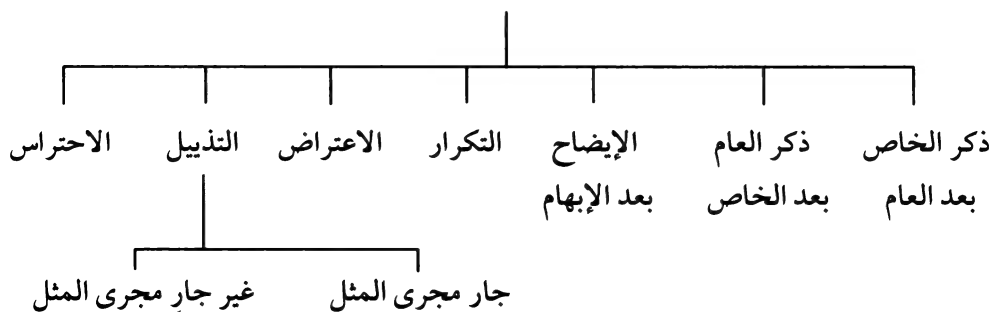 ذكر الخاص بعد العام
ذكر العام بعد الخاص
الإيضاح بعد الإبهام
التكرار
الاعتراض
التذييل
الاحتراس
جار مجرى المثل
غير جارٍ مجرى المثل